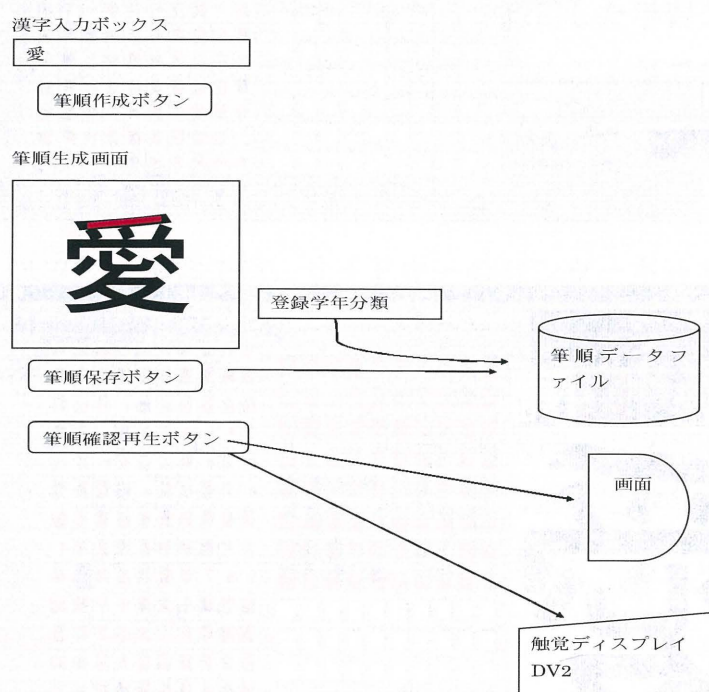 漢字入力ボックス
愛
筆順作成ボタン
筆順生成画面
愛
登録学年分類
筆順データフ
ァイル
筆順保存ボタン
筆順確認再生ボタン
画面
触覚ディスプレイ
DV2